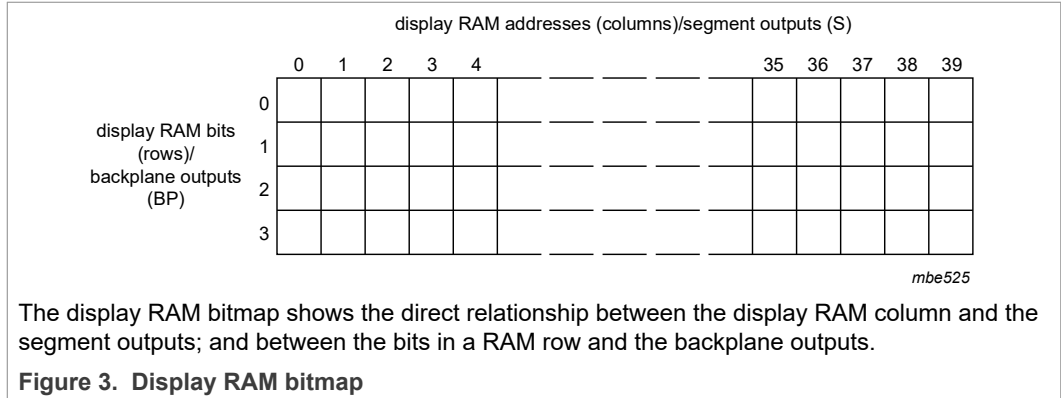 display RAM addresses (columns)/segment outputs (S)
0 1 2 3 4 35 36 37 38 39
0
display RAM bits
(rows)/
1
backplane outputs
2
(BP)
3
mbe525
The display RAM bitmap shows the direct relationship between the display RAM column and the
segment outputs; and between the bits in a RAM row and the backplane outputs.
Figure 3. Display RAM bitmap